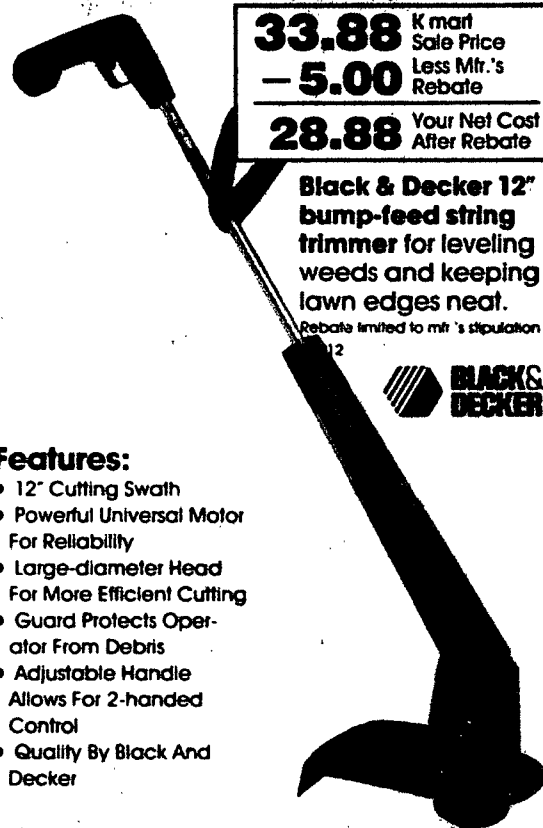 33.88 K mart
Sale Price
– 5.00 Less Mfr.'s
Rebate
28.88 Your Net Cost
After Rebate
Black & Decker 12"
bump-feed string
trimmer for leveling
weeds and keeping
lawn edges neat.
Rebate limited to mfr.'s stipulation
12
BLACK&
DECKER
Features:
• 12" Cutting Swath
• Powerful Universal Motor
For Reliability
• Large-diameter Head
For More Efficient Cutting
• Guard Protects Oper-
ator From Debris
• Adjustable Handle
Allows For 2-handed
Control
• Quality By Black And
Decker